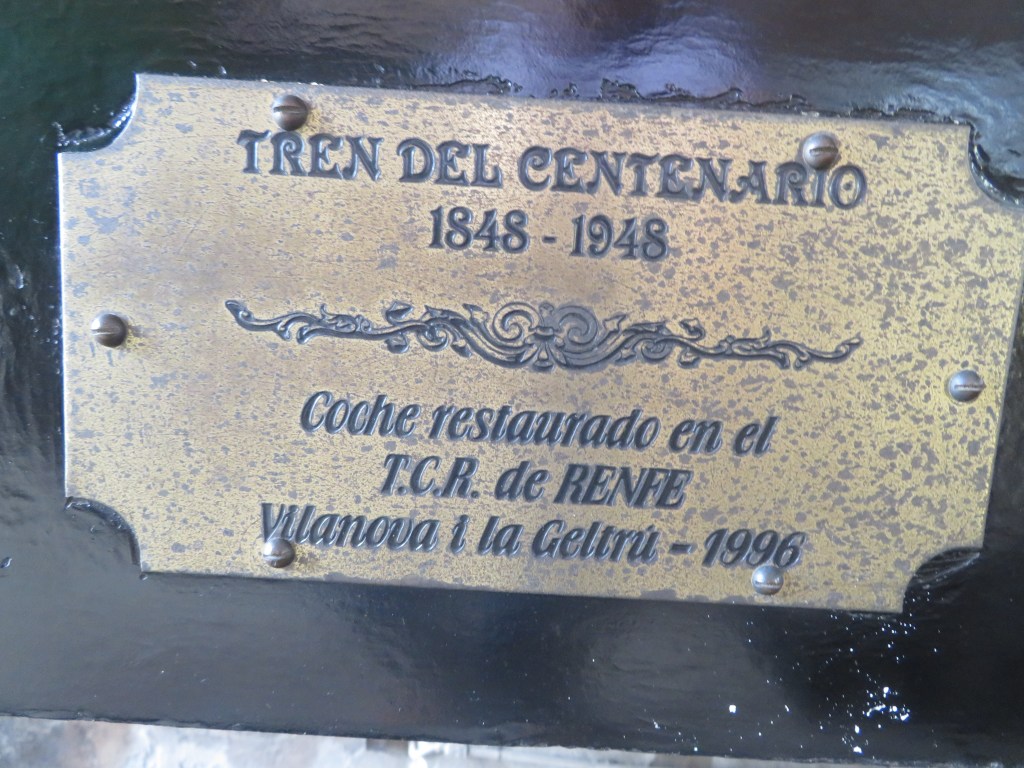 TREN DEL CENTENARIO
1848 - 1948
Coche restaurado en el
T.C.R. de RENFE
Vilanova i la Geltrú - 1996